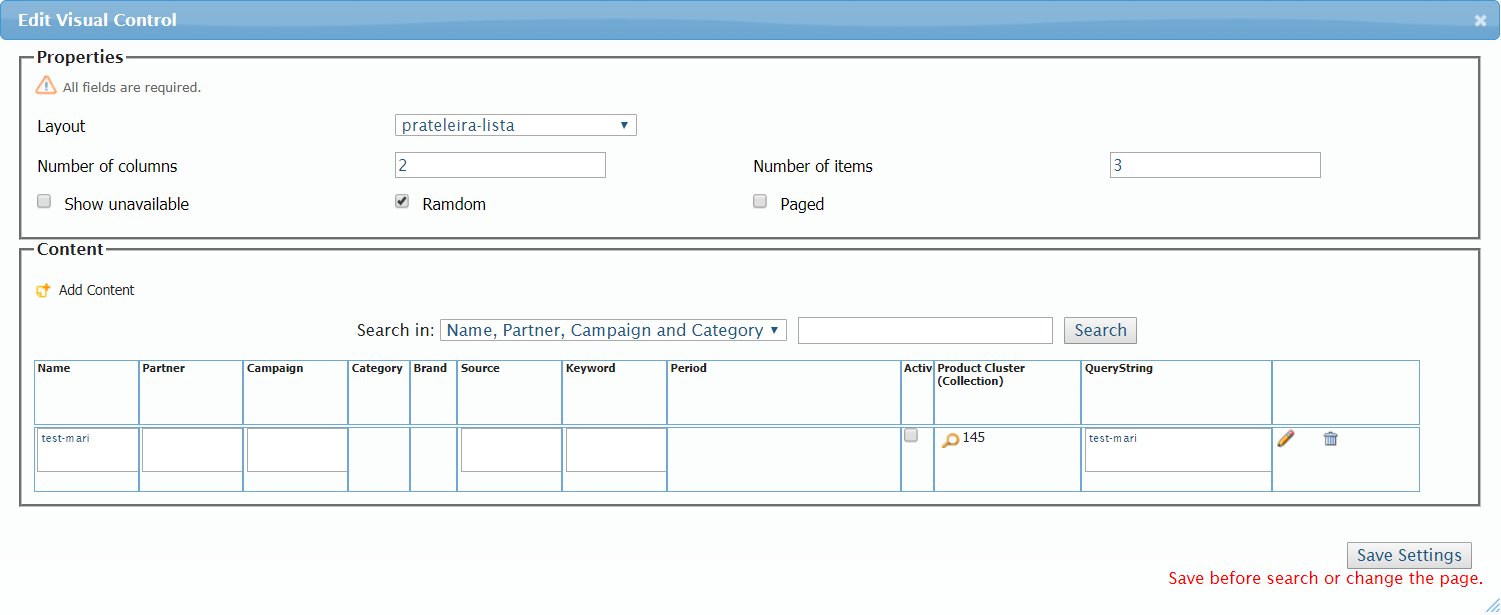 Edit Visual Control
Properties
All fields are required.
Layout prateleira-lista
Number of columns 2 Number of items 3
Show unavailable Ramdom Paged
Content
Add Content
Search in: Name, Partner, Campaign and Category Search
Name Partner Campaign Category Brand Source Keyword Period Activ Product Cluster QueryString
(Collection)
test-mari 145 test-mari
Save Settings
Save before search or change the page.